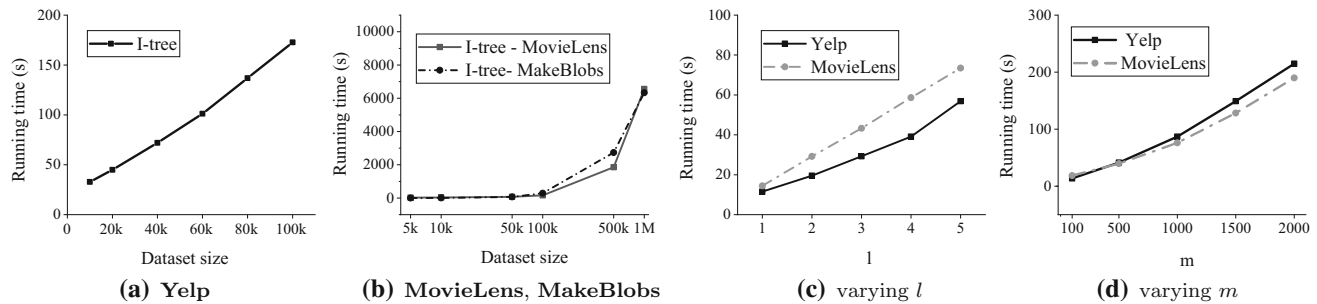 200
150
100
50
0
Running time (s)
I-tree
0 20k 40k 60k 80k 100k
Dataset size
(a) Yelp
10000
8000
6000
4000
2000
0
Running time (s)
I-tree - MovieLens
I-tree- MakeBlobs
5k 10k 50k 100k 500k 1M
Dataset size
(b) MovieLens, MakeBlobs
100
80
60
40
20
0
Running time (s)
Yelp
MovieLens
1 2 3 4 5
l
(c) varying l
300
200
100
0
Running time (s)
Yelp
MovieLens
100 500 1000 1500 2000
m
(d) varying m